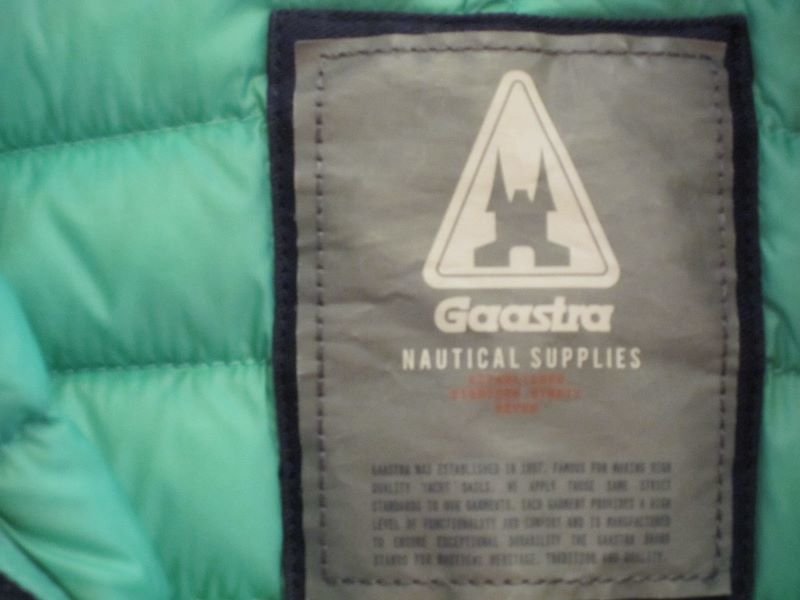 Gaastra
NAUTICAL SUPPLIES
GAASTRA WAS ESTABLISHED IN 1897. FAMOUS FOR MAKING HIGH
QUALITY YACHT SAILS. WE APPLY THOSE SAME STRICT
STANDARDS TO OUR GARMENTS. EACH GARMENT PROVIDES A HIGH
LEVEL OF FUNCTIONALITY AND COMFORT AND IS MANUFACTURED
TO ENSURE EXCEPTIONAL DURABILITY THE GAASTRA BRAND
STANDS FOR NAUTICAL HERITAGE, TRADITION AND QUALITY.